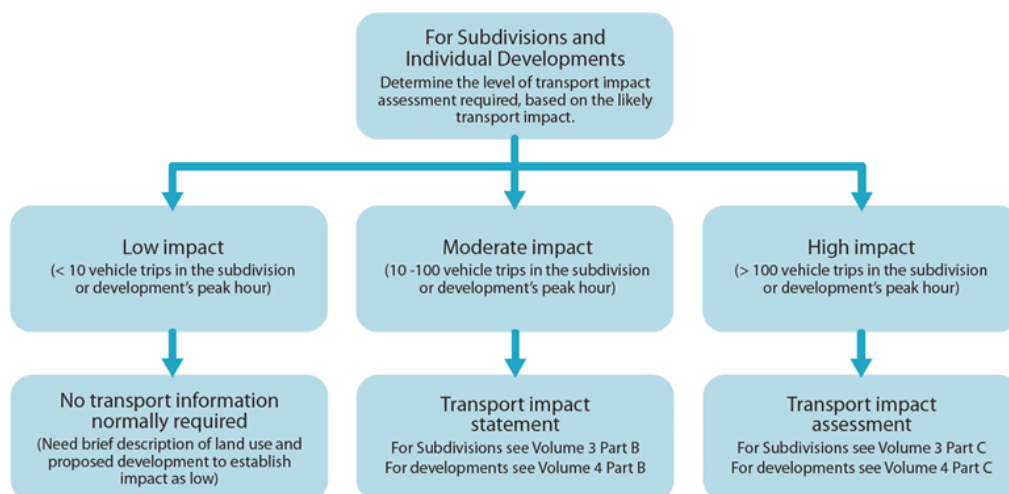 For Subdivisions and
Individual Developments
Determine the level of transport impact
assessment required, based on the likely
transport impact.
Low impact
(< 10 vehicle trips in the subdivision
or development's peak hour)
Moderate impact
(10 -100 vehicle trips in the subdivision
or development's peak hour)
High impact
(> 100 vehicle trips in the subdivision
or development's peak hour)
No transport information
normally required
(Need brief description of land use and
proposed development to establish
impact as low)
Transport impact
statement
For Subdivisions see Volume 3 Part B
For developments see Volume 4 Part B
Transport impact
assessment
For Subdivisions see Volume 3 Part C
For developments see Volume 4 Part C